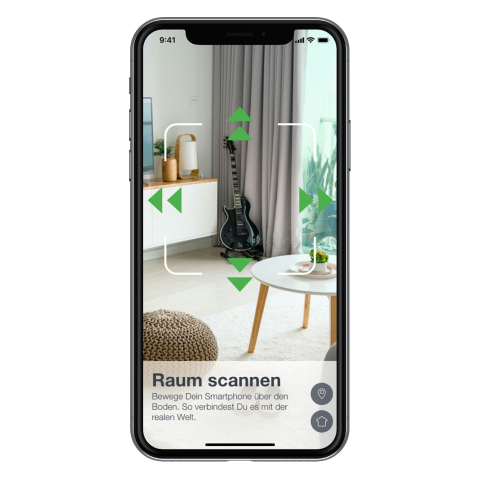 9:41
Raum scannen
Bewege Dein Smartphone über den
Boden. So verbindest Du es mit der
realen Welt.